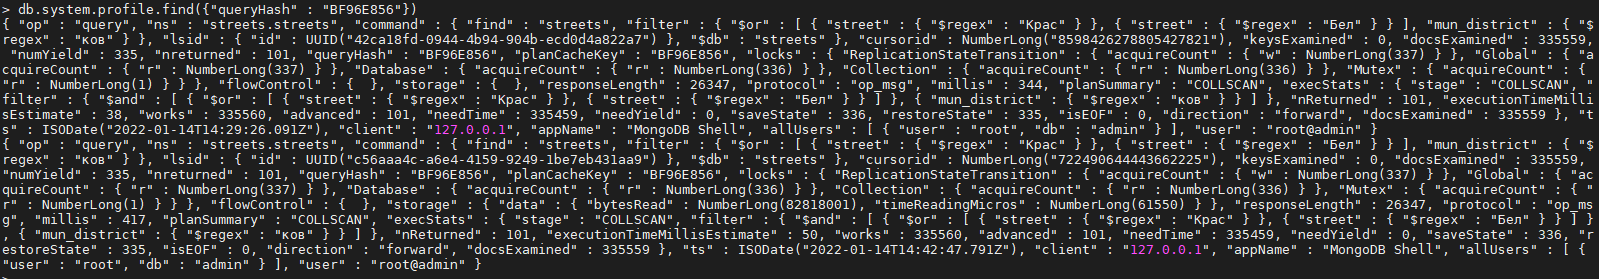 > db.system.profile.find({"queryHash" : "BF96E856"})
{ "op" : "query", "ns" : "streets.streets", "command" : { "find" : "streets", "filter" : { "$or" : [ { "street" : { "$regex" : "Крас" } }, { "street" : { "$regex" : "Бел" } } ], "mun_district" : { "$
regex" : "ков" } }, "lsid" : { "id" : UUID("42ca18fd-0944-4b94-904b-ecd0d4a822a7") }, "$db" : "streets" }, "cursorid" : NumberLong("8598426278805427821"), "keysExamined" : 0, "docsExamined" : 335559,
"numYield" : 335, "nreturned" : 101, "queryHash" : "BF96E856", "planCacheKey" : "BF96E856", "locks" : { "ReplicationStateTransition" : { "acquireCount" : { "w" : NumberLong(337) } }, "Global" : { "a
cquireCount" : { "r" : NumberLong(337) } }, "Database" : { "acquireCount" : { "r" : NumberLong(336) } }, "Collection" : { "acquireCount" : { "r" : NumberLong(336) } }, "Mutex" : { "acquireCount" : {
"r" : NumberLong(1) } } }, "flowControl" : {  }, "storage" : {  }, "responseLength" : 26347, "protocol" : "op_msg", "millis" : 344, "planSummary" : "COLLSCAN", "execStats" : { "stage" : "COLLSCAN", "
filter" : { "$and" : [ { "$or" : [ { "street" : { "$regex" : "Крас" } }, { "street" : { "$regex" : "Бел" } } ] }, { "mun_district" : { "$regex" : "ков" } } ] }, "nReturned" : 101, "executionTimeMilli
sEstimate" : 38, "works" : 335560, "advanced" : 101, "needTime" : 335459, "needYield" : 0, "saveState" : 336, "restoreState" : 335, "isEOF" : 0, "direction" : "forward", "docsExamined" : 335559 }, "t
s" : ISODate("2022-01-14T14:29:26.091Z"), "client" : "127.0.0.1", "appName" : "MongoDB Shell", "allUsers" : [ { "user" : "root", "db" : "admin" } ], "user" : "root@admin" }
{ "op" : "query", "ns" : "streets.streets", "command" : { "find" : "streets", "filter" : { "$or" : [ { "street" : { "$regex" : "Крас" } }, { "street" : { "$regex" : "Бел" } } ], "mun_district" : { "$
regex" : "ков" } }, "lsid" : { "id" : UUID("c56aaa4c-a6e4-4159-9249-1be7eb431aa9") }, "$db" : "streets" }, "cursorid" : NumberLong("722490644443662225"), "keysExamined" : 0, "docsExamined" : 335559,
"numYield" : 335, "nreturned" : 101, "queryHash" : "BF96E856", "planCacheKey" : "BF96E856", "locks" : { "ReplicationStateTransition" : { "acquireCount" : { "w" : NumberLong(337) } }, "Global" : { "ac
quireCount" : { "r" : NumberLong(337) } }, "Database" : { "acquireCount" : { "r" : NumberLong(336) } }, "Collection" : { "acquireCount" : { "r" : NumberLong(336) } }, "Mutex" : { "acquireCount" : { "
r" : NumberLong(1) } } }, "flowControl" : {  }, "storage" : { "data" : { "bytesRead" : NumberLong(82818001), "timeReadingMicros" : NumberLong(61550) } }, "responseLength" : 26347, "protocol" : "op_ms
g", "millis" : 417, "planSummary" : "COLLSCAN", "execStats" : { "stage" : "COLLSCAN", "filter" : { "$and" : [ { "$or" : [ { "street" : { "$regex" : "Крас" } }, { "street" : { "$regex" : "Бел" } } ] }
, { "mun_district" : { "$regex" : "ков" } } ] }, "nReturned" : 101, "executionTimeMillisEstimate" : 50, "works" : 335560, "advanced" : 101, "needTime" : 335459, "needYield" : 0, "saveState" : 336, "r
estoreState" : 335, "isEOF" : 0, "direction" : "forward", "docsExamined" : 335559 }, "ts" : ISODate("2022-01-14T14:42:47.791Z"), "client" : "127.0.0.1", "appName" : "MongoDB Shell", "allUsers" : [ {
"user" : "root", "db" : "admin" } ], "user" : "root@admin" }